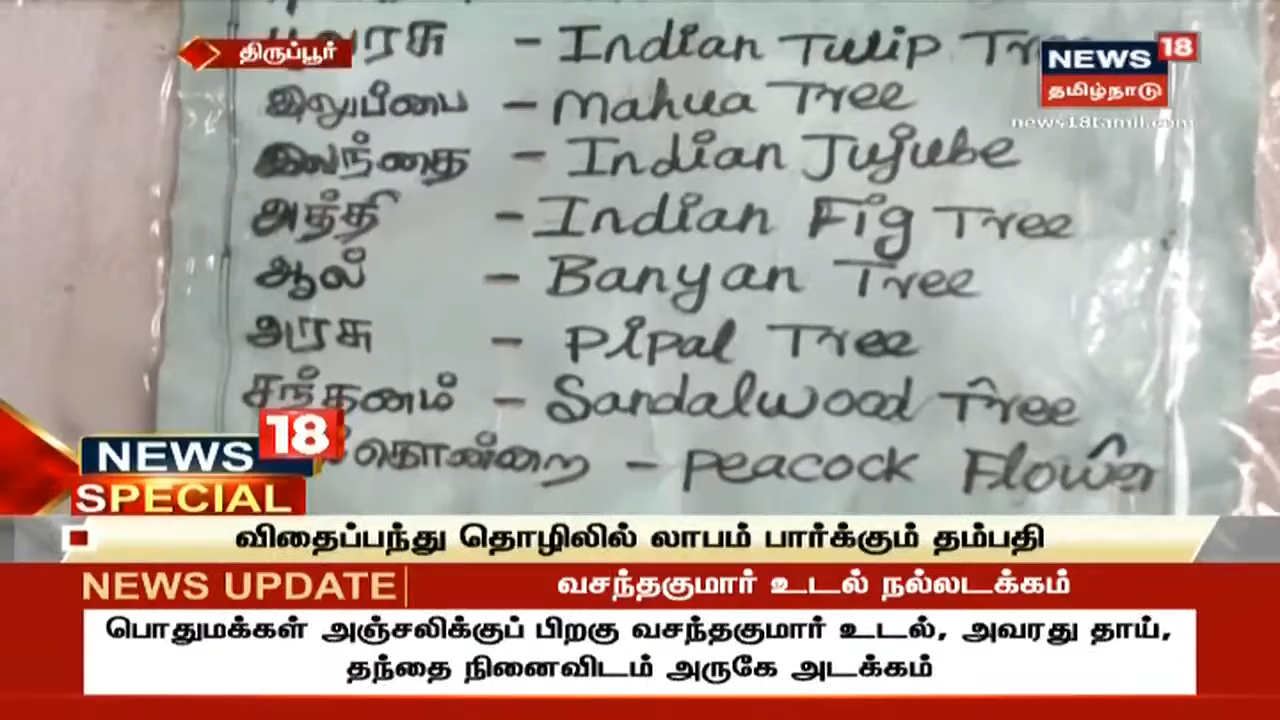 திருப்பூர்
NEWS 18
தமிழ்நாடு
news18tamil.com
பூவரசு - Indian Tulip Tree
இலுப்பை - Mahua Tree
இலந்தை - Indian Jujube
அத்தி - Indian Fig Tree
ஆல் - Banyan Tree
அரசு - Pipal Tree
சந்தனம் - Sandalwood Tree
கொன்றை - Peacock Flower
NEWS 18
SPECIAL
விதைப்பந்து தொழிலில் லாபம் பார்க்கும் தம்பதி
NEWS UPDATE வசந்தகுமார் உடல் நல்லடக்கம்
பொதுமக்கள் அஞ்சலிக்குப் பிறகு வசந்தகுமார் உடல், அவரது தாய்,
தந்தை நினைவிடம் அருகே அடக்கம்